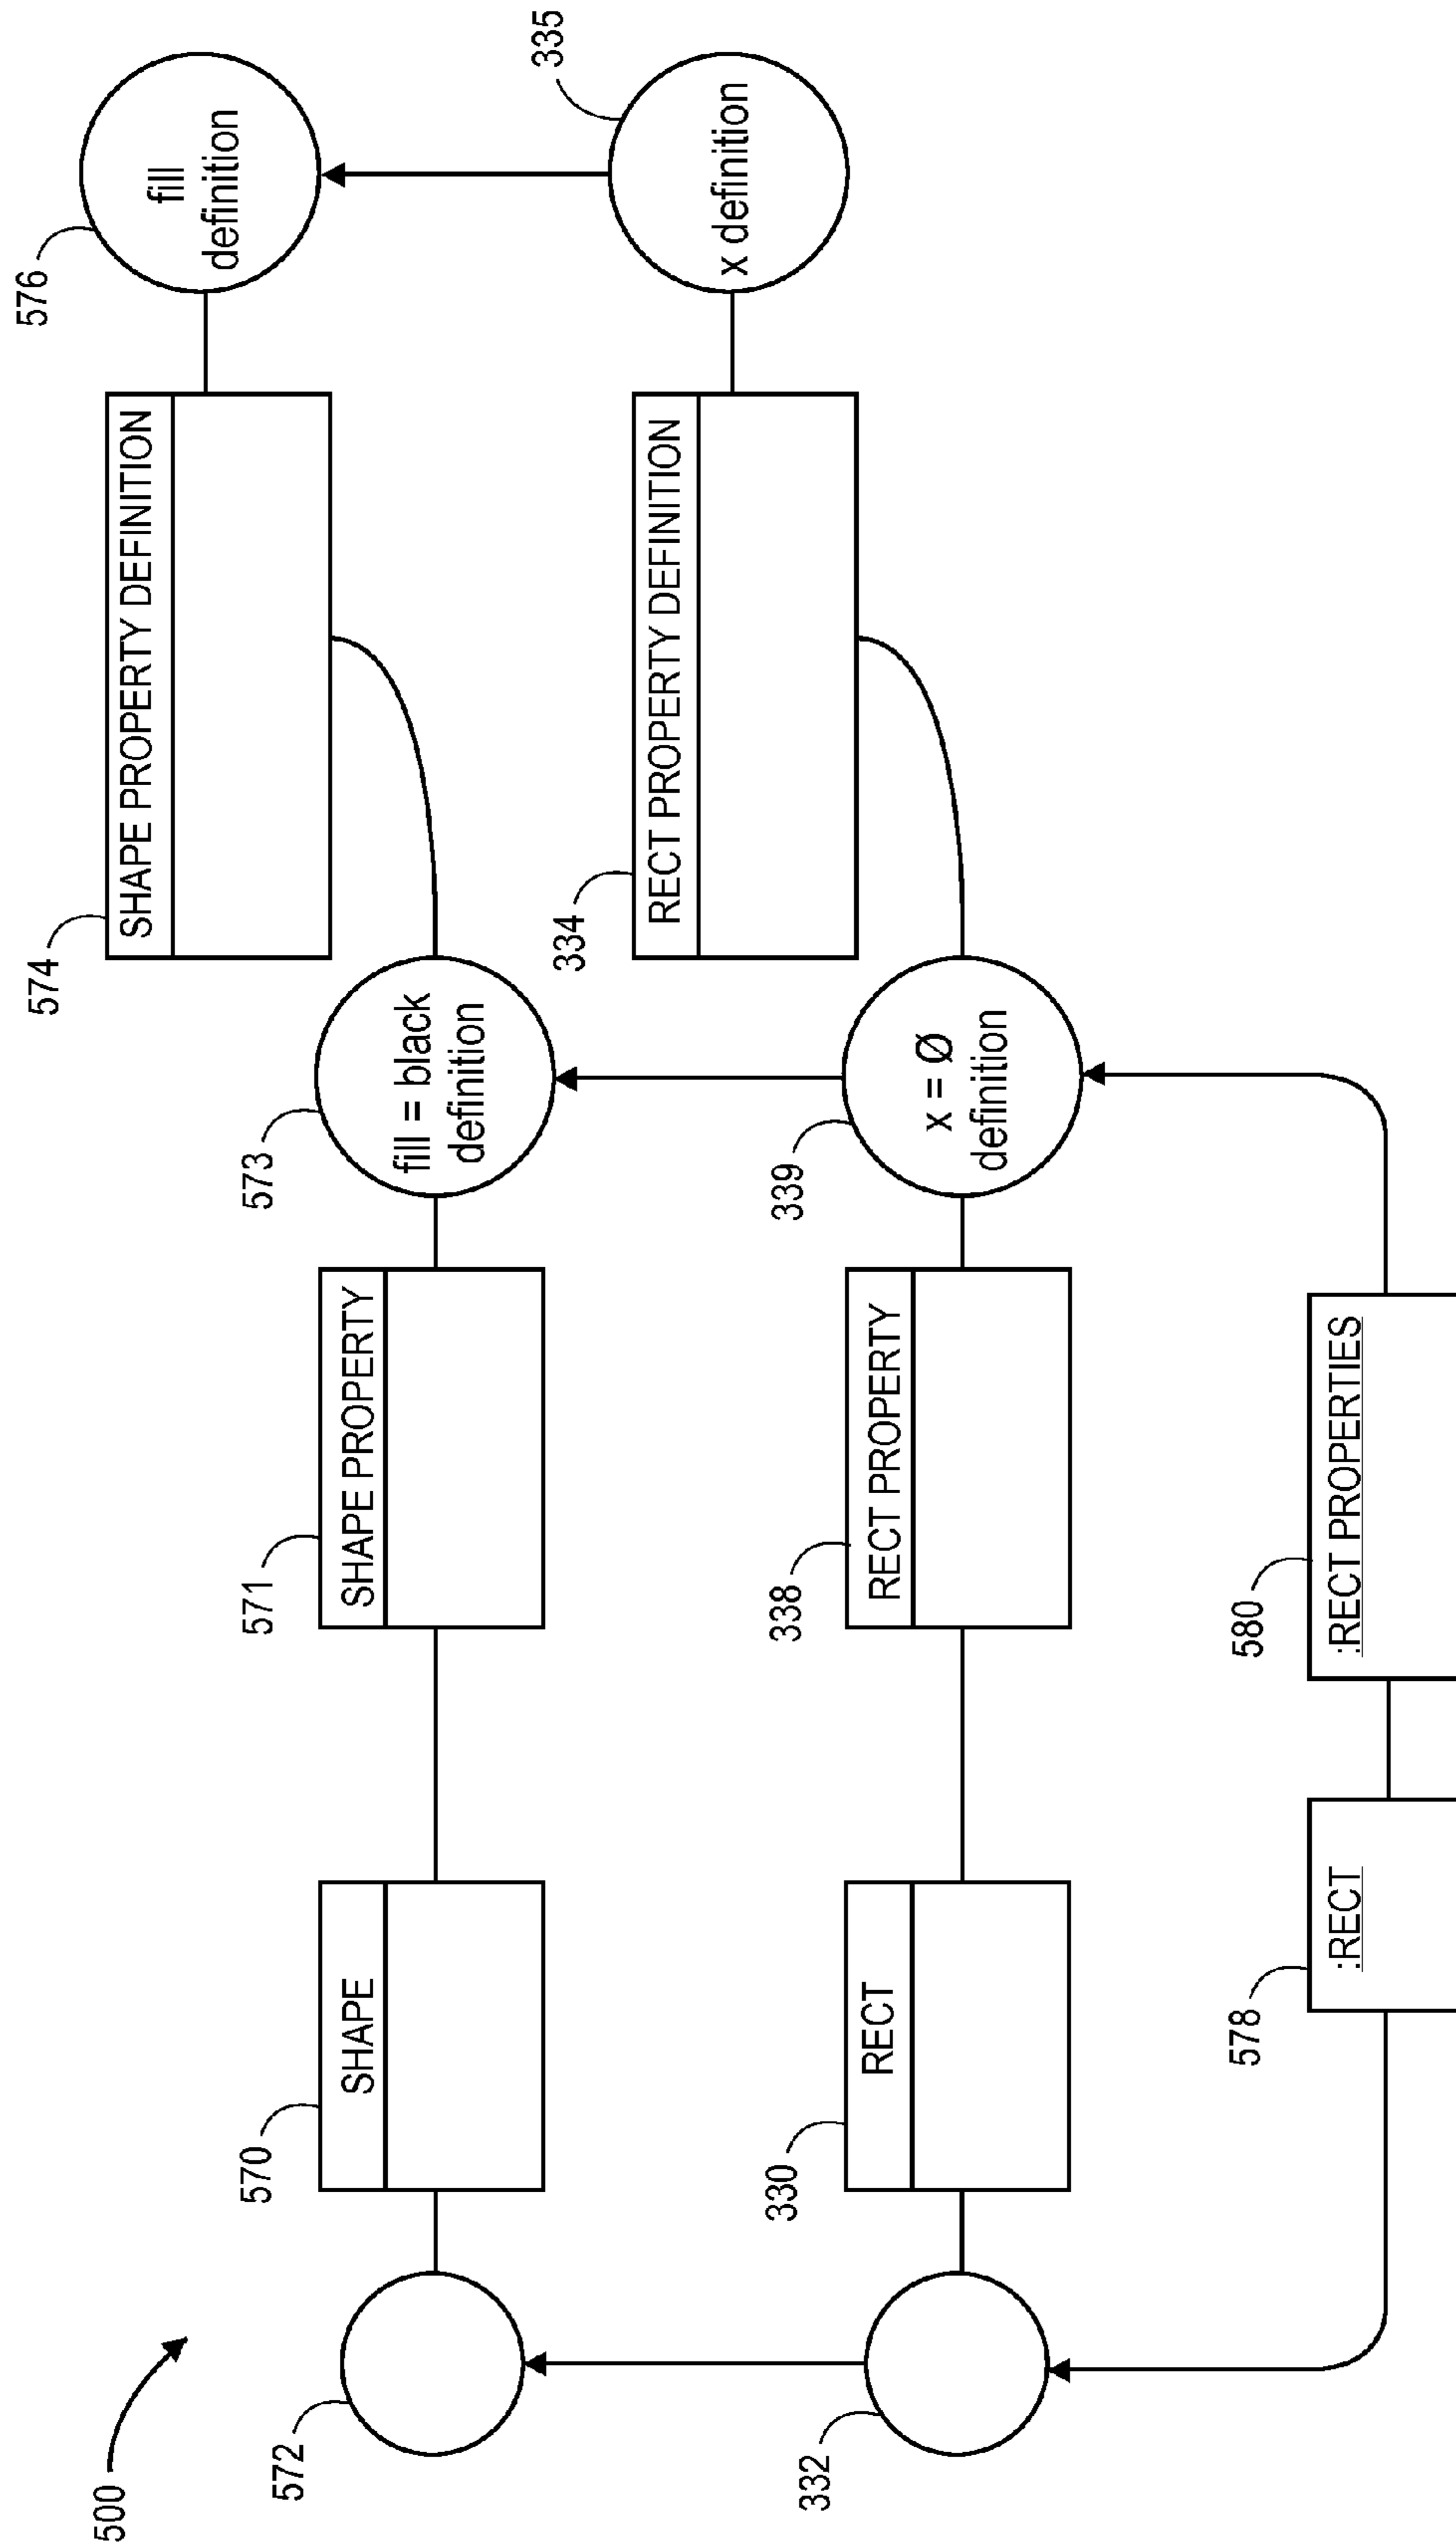 500
572
570
SHAPE
571
SHAPE PROPERTY
573
fill = black
definition
574
SHAPE PROPERTY DEFINITION
576
fill
definition
332
330
RECT
338
RECT PROPERTY
339
x = Ø
definition
334
RECT PROPERTY DEFINITION
335
x definition
578
:RECT
580
:RECT PROPERTIES